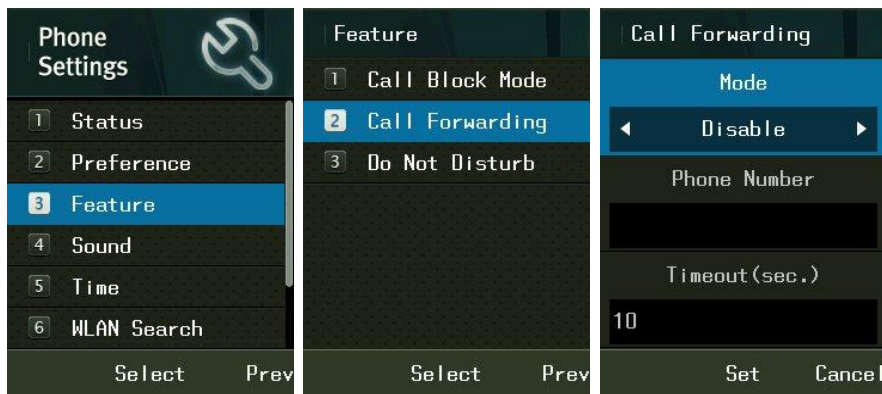 Phone
Settings
1 Status
2 Preference
3 Feature
4 Sound
5 Time
6 WLAN Search
Select Prev
Feature
1 Call Block Mode
2 Call Forwarding
3 Do Not Disturb
Select Prev
Call Forwarding
Mode
Disable
Phone Number
Timeout(sec.)
10
Set Cancel